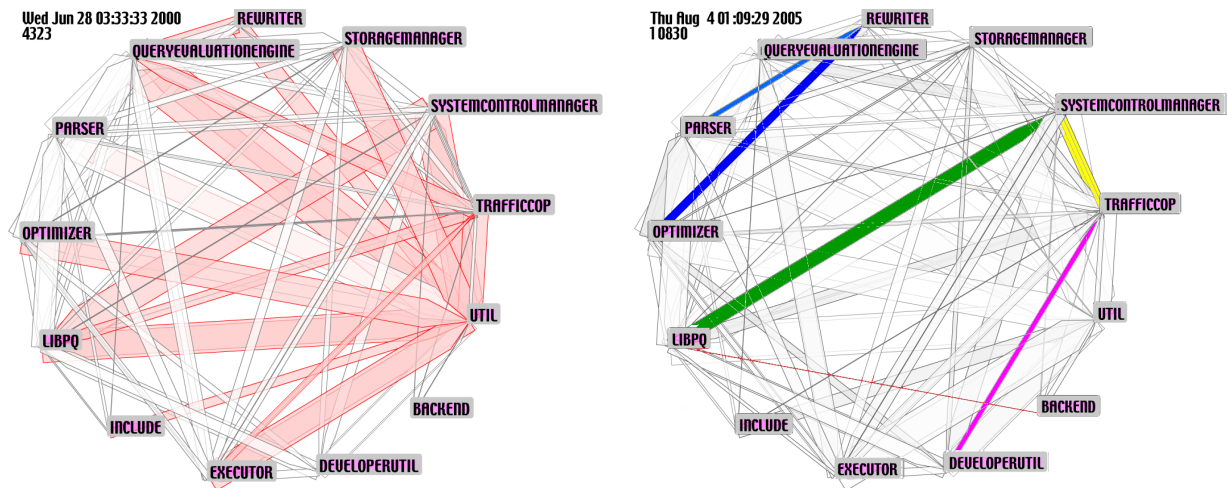 Wed Jun 28 03:33:33 2000
4323
REWRITER
STORAGEMANAGER
QUERYEVALUATIONENGINE
SYSTEMCONTROLMANAGER
PARSER
TRAFFICCOP
OPTIMIZER
UTIL
LIBPQ
BACKEND
INCLUDE
DEVELOPERUTIL
EXECUTOR
Thu Aug 4 01:09:29 2005
10830
REWRITER
STORAGEMANAGER
QUERYEVALUATIONENGINE
SYSTEMCONTROLMANAGER
PARSER
TRAFFICCOP
OPTIMIZER
UTIL
LIBPQ
BACKEND
INCLUDE
DEVELOPERUTIL
EXECUTOR